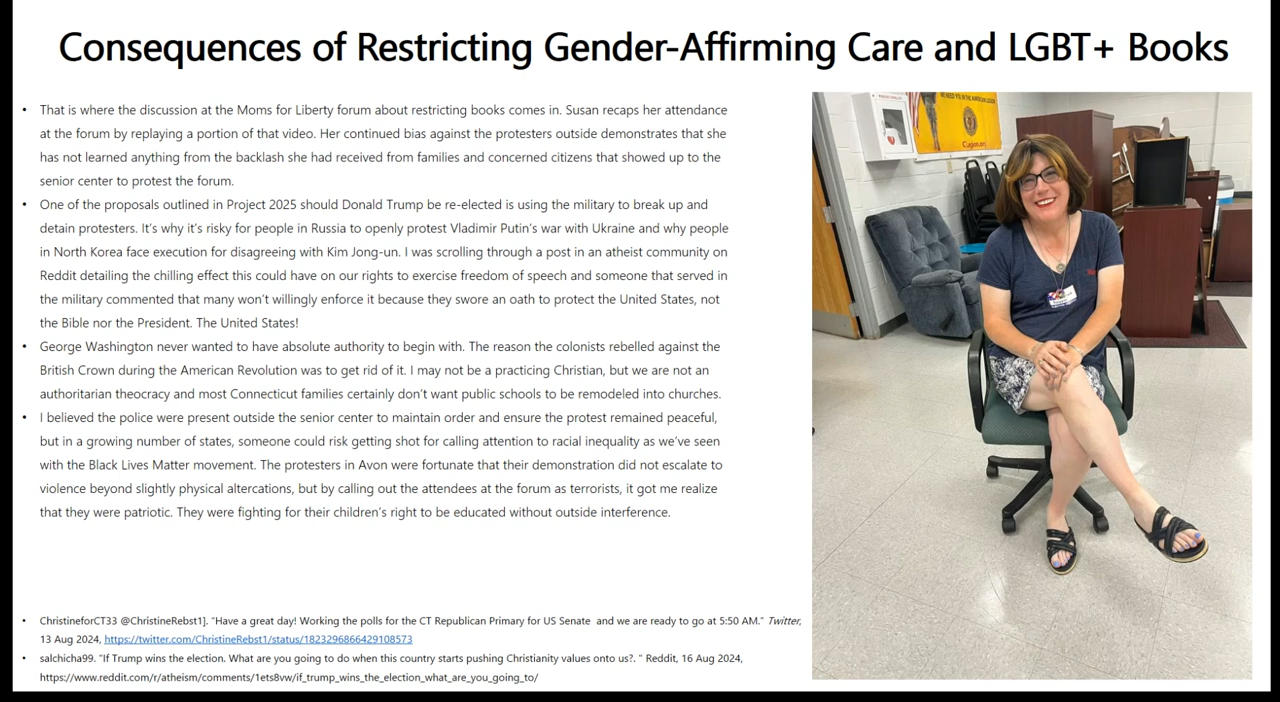 Consequences of Restricting Gender-Affirming Care and LGBT+ Books
• That is where the discussion at the Moms for Liberty forum about restricting books comes in. Susan recaps her attendance
at the forum by replaying a portion of that video. Her continued bias against the protesters outside demonstrates that she
has not learned anything from the backlash she had received from families and concerned citizens that showed up to the
senior center to protest the forum.
• One of the proposals outlined in Project 2025 should Donald Trump be re-elected is using the military to break up and
detain protesters. It's why it's risky for people in Russia to openly protest Vladimir Putin's war with Ukraine and why people
in North Korea face execution for disagreeing with Kim Jong-un. I was scrolling through a post in an atheist community on
Reddit detailing the chilling effect this could have on our rights to exercise freedom of speech and someone that served in
the military commented that many won't willingly enforce it because they swore an oath to protect the United States, not
the Bible nor the President. The United States!
• George Washington never wanted to have absolute authority to begin with. The reason the colonists rebelled against the
British Crown during the American Revolution was to get rid of it. I may not be a practicing Christian, but we are not an
authoritarian theocracy and most Connecticut families certainly don't want public schools to be remodeled into churches.
• I believed the police were present outside the senior center to maintain order and ensure the protest remained peaceful,
but in a growing number of states, someone could risk getting shot for calling attention to racial inequality as we've seen
with the Black Lives Matter movement. The protesters in Avon were fortunate that their demonstration did not escalate to
violence beyond slightly physical altercations, but by calling out the attendees at the forum as terrorists, it got me realize
that they were patriotic. They were fighting for their children's right to be educated without outside interference.
• ChristineforCT33 @ChristineRebst1]. "Have a great day! Working the polls for the CT Republican Primary for US Senate and we are ready to go at 5:50 AM." Twitter,
13 Aug 2024, https://twitter.com/ChristineRebst1/status/1823296866429108573
• salchicha99. "If Trump wins the election. What are you going to do when this country starts pushing Christianity values onto us?. " Reddit, 16 Aug 2024,
https://www.reddit.com/r/atheism/comments/1ets8vw/if_trump_wins_the_election_what_are_you_going_to/